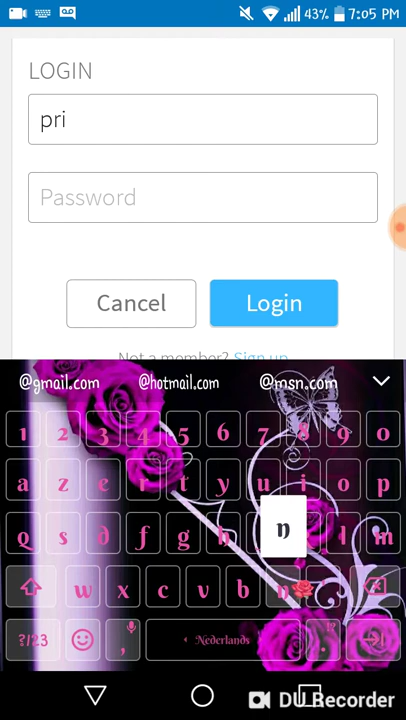 43% 7:05 PM
LOGIN
pri
Password
Cancel Login
Not a member? Sign up
@gmail.com @hotmail.com @msn.com
1 2 3 4 5 6 7 8 9 0
a z e r t y u i o p
q s d f g h n l m
w x c v b n
?123 , Nederlands . !?
DU Recorder